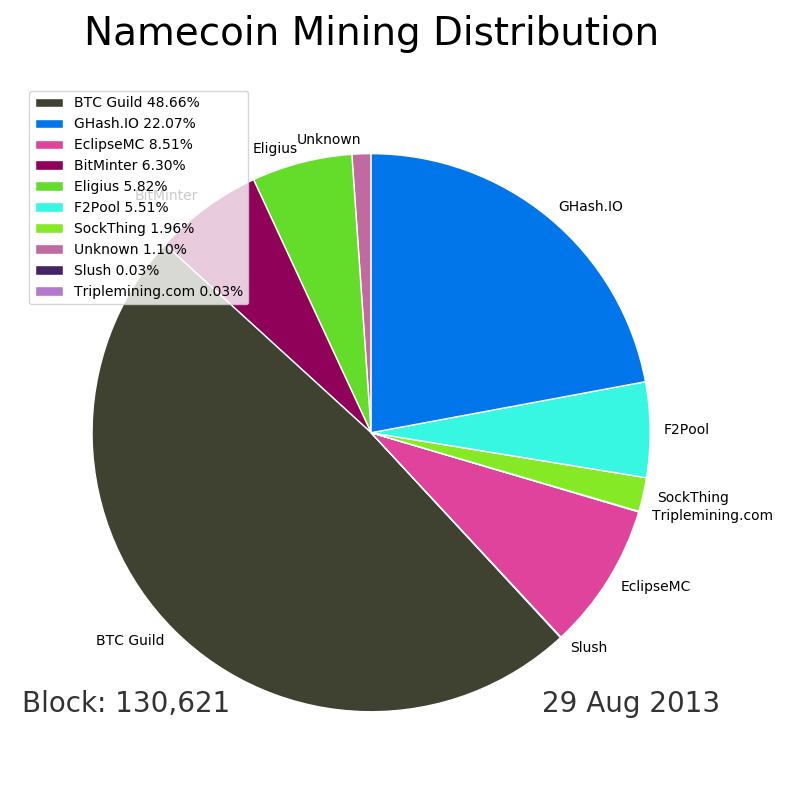 Namecoin Mining Distribution
BTC Guild 48.66%
GHash.IO 22.07%
EclipseMC 8.51%
BitMinter 6.30%
Eligius 5.82%
F2Pool 5.51%
SockThing 1.96%
Unknown 1.10%
Slush 0.03%
Triplemining.com 0.03%
Unknown
Eligius
BitMinter
GHash.IO
F2Pool
SockThing
Triplemining.com
EclipseMC
BTC Guild
Slush
Block: 130,621
29 Aug 2013